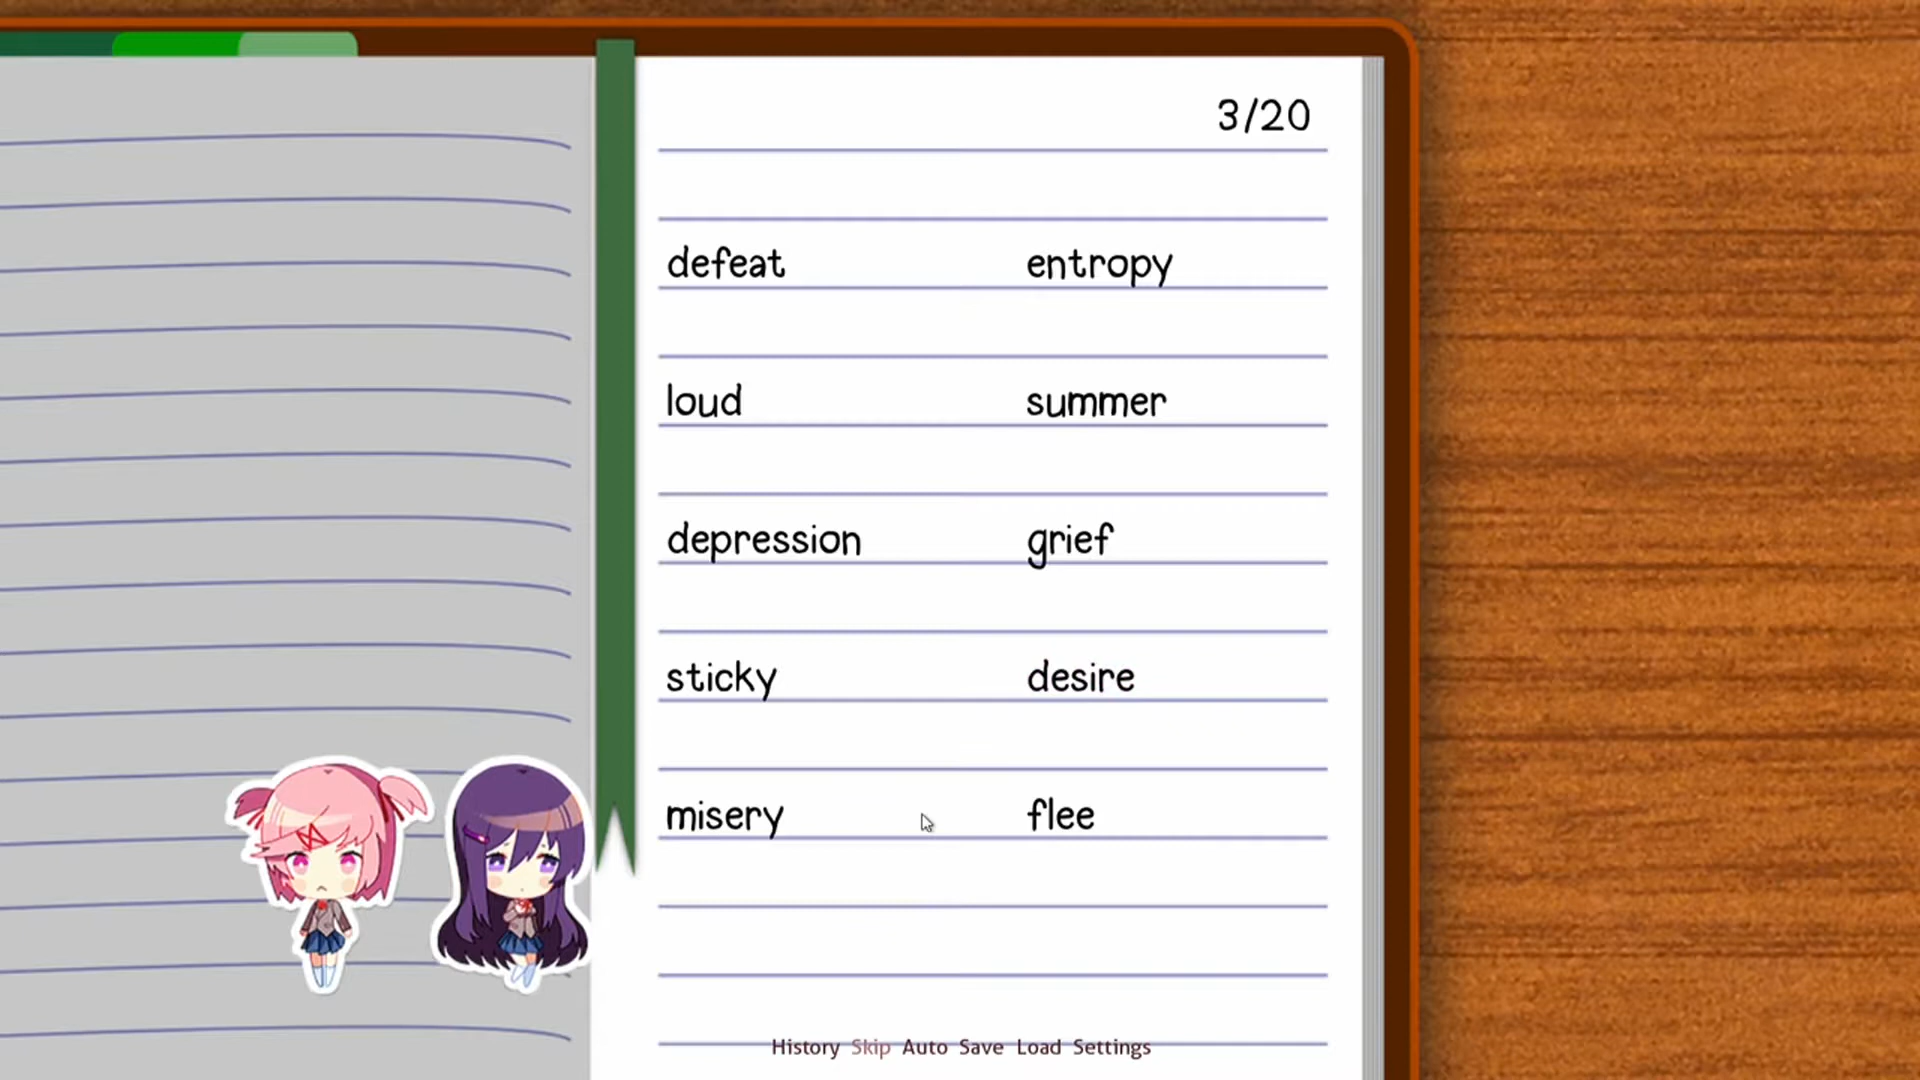 3/20
defeat entropy
loud summer
depression grief
sticky desire
misery flee
History Skip Auto Save Load Settings